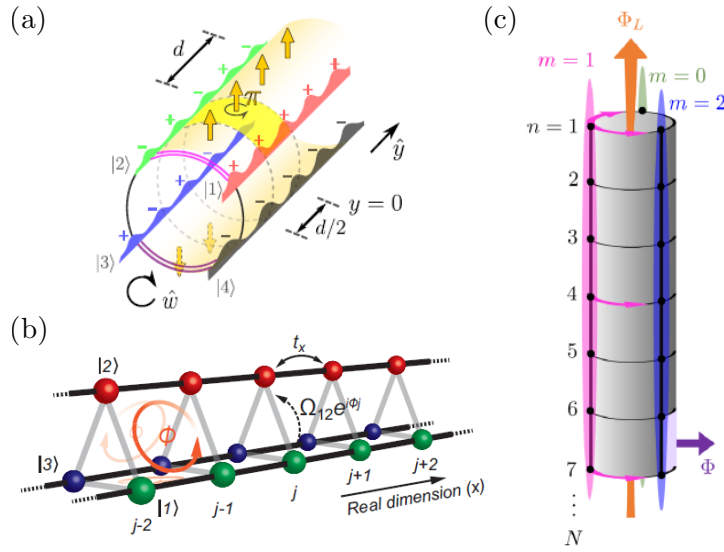 (a)
d
π
+
−
+
−
+
−
+
−
|2⟩
|1⟩
|3⟩
|4⟩
ŷ
y = 0
d/2
ŵ
(b)
|2⟩
t_x
Ω₁₂e^{iΦj}
Φ
|3⟩
|1⟩
j-2
j-1
j
j+1
j+2
Real dimension (x)
(c)
Φ_L
m = 1
m = 0
m = 2
n = 1
2
3
4
5
6
7
⋮
N
Φ